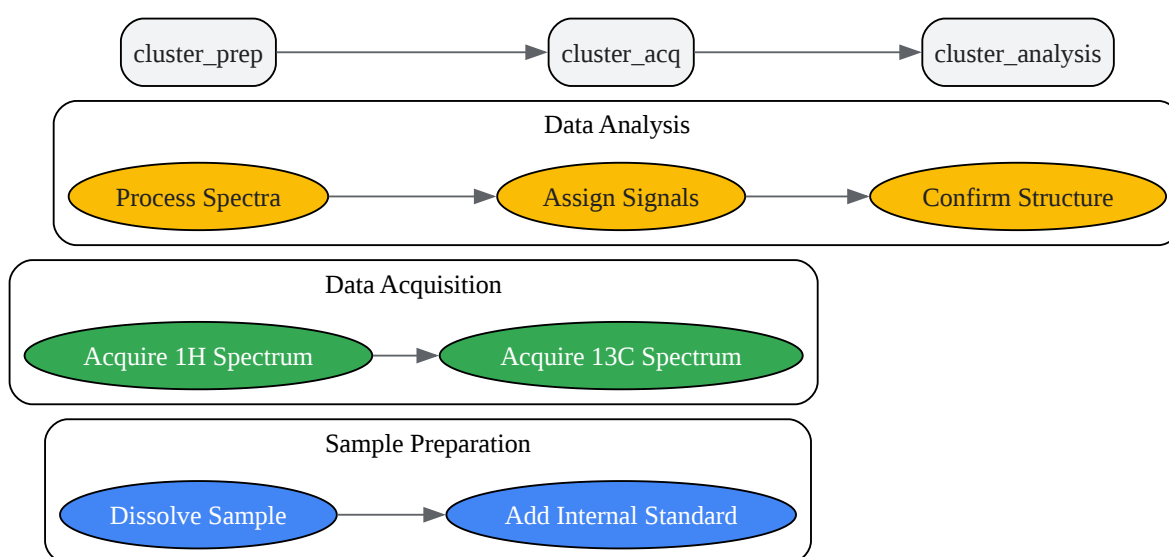 cluster_prep
cluster_acq
cluster_analysis
Data Analysis
Process Spectra
Assign Signals
Confirm Structure
Data Acquisition
Acquire 1H Spectrum
Acquire 13C Spectrum
Sample Preparation
Dissolve Sample
Add Internal Standard